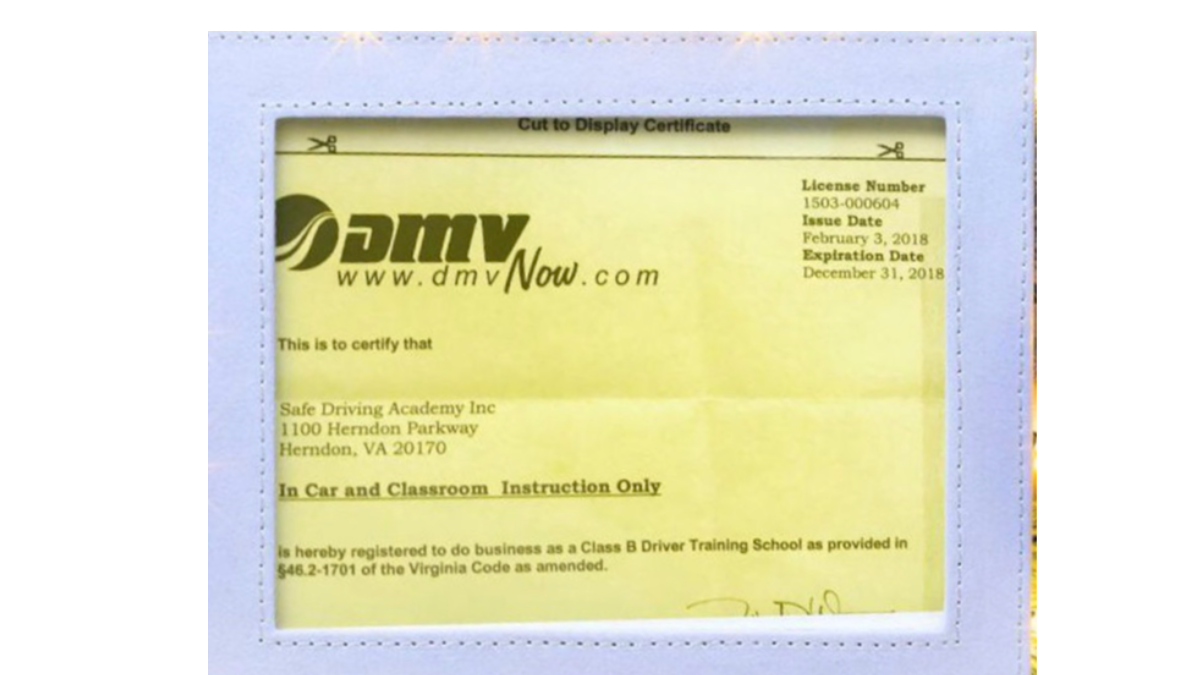 Cut to Display Certificate
License Number
1503-000604
Issue Date
February 3, 2018
Expiration Date
December 31, 2018
DMV
www.dmvNow.com
This is to certify that
Safe Driving Academy Inc
1100 Herndon Parkway
Herndon, VA 20170
In Car and Classroom Instruction Only
is hereby registered to do business as a Class B Driver Training School as provided in
§46.2-1701 of the Virginia Code as amended.